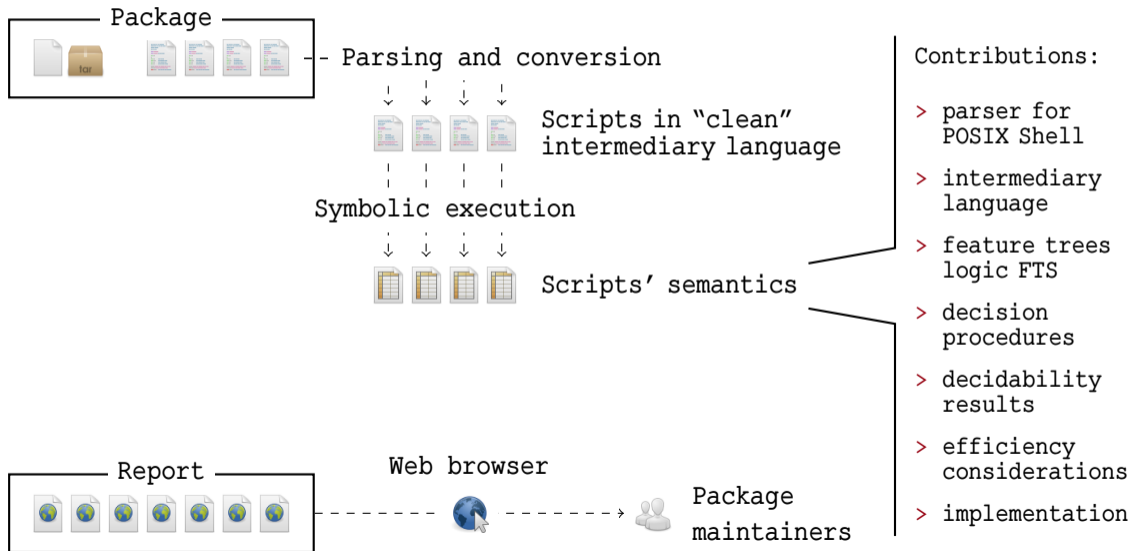 Package
tar
Parsing and conversion
Scripts in “clean”
intermediary language
Symbolic execution
Scripts’ semantics
Report
Web browser
Package
maintainers
Contributions:
> parser for
POSIX Shell
> intermediary
language
> feature trees
logic FTS
> decision
procedures
> decidability
results
> efficiency
considerations
> implementation